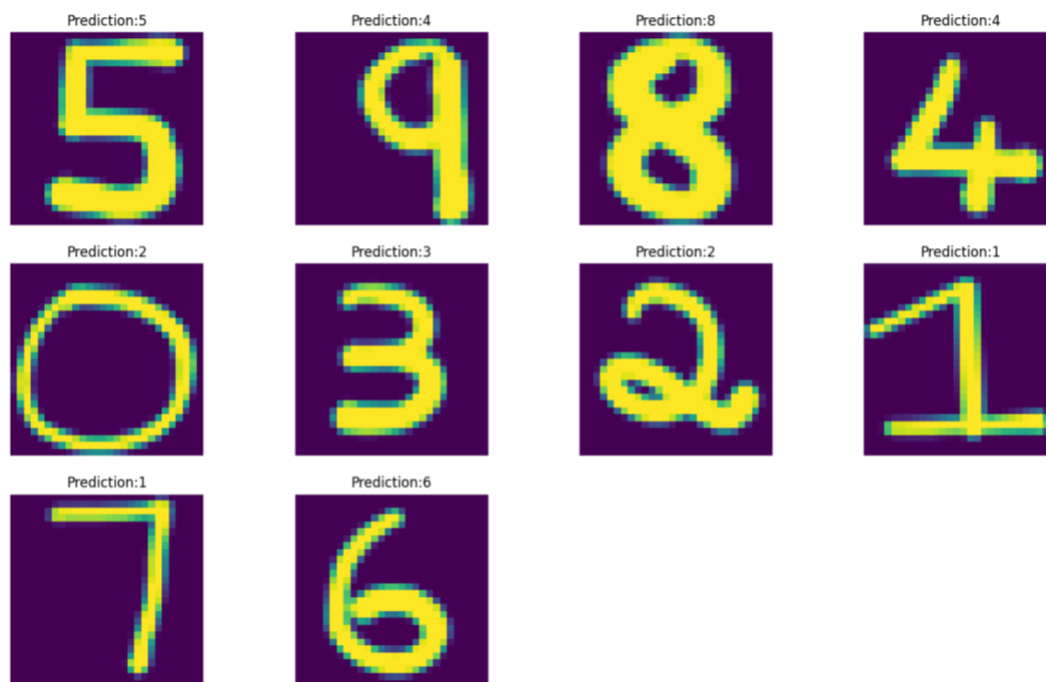 Prediction:5 Prediction:4 Prediction:8 Prediction:4
5 9 8 4
Prediction:2 Prediction:3 Prediction:2 Prediction:1
0 3 2 1
Prediction:1 Prediction:6
7 6